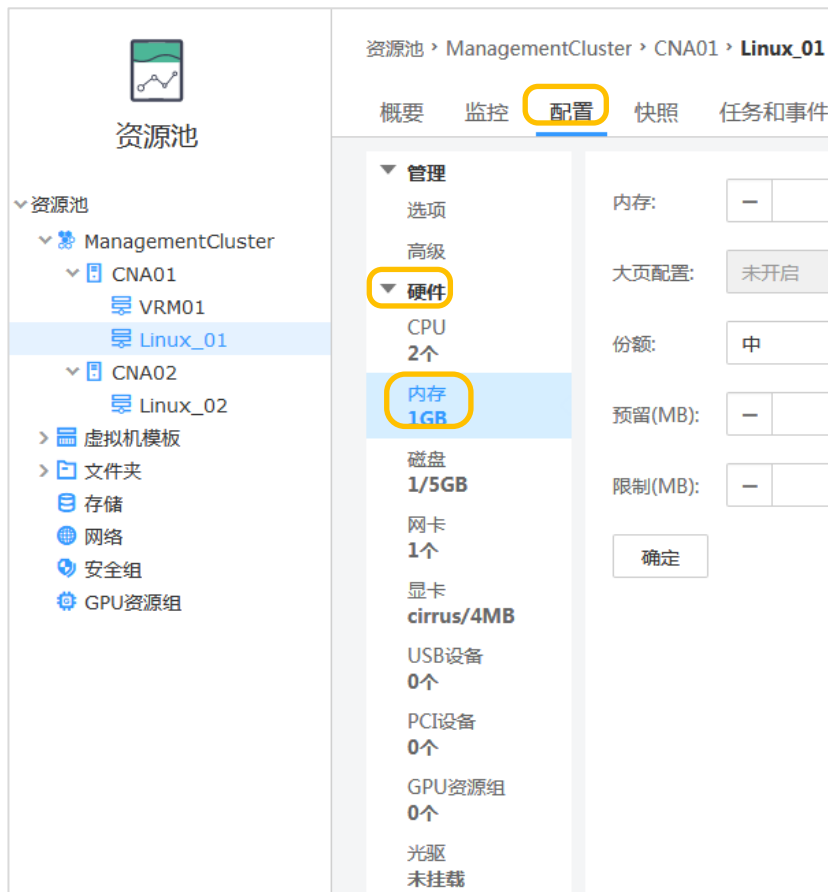 资源池
资源池
ManagementCluster
CNA01
VRM01
Linux_01
CNA02
Linux_02
虚拟机模板
文件夹
存储
网络
安全组
GPU资源组
资源池 › ManagementCluster › CNA01 › Linux_01
概要 监控 配置 快照 任务和事件
管理
选项
高级
硬件
CPU
2个
内存
1GB
磁盘
1/5GB
网卡
1个
显卡
cirrus/4MB
USB设备
0个
PCI设备
0个
GPU资源组
0个
光驱
未挂载
内存:
大页配置: 未开启
份额: 中
预留(MB):
限制(MB):
确定